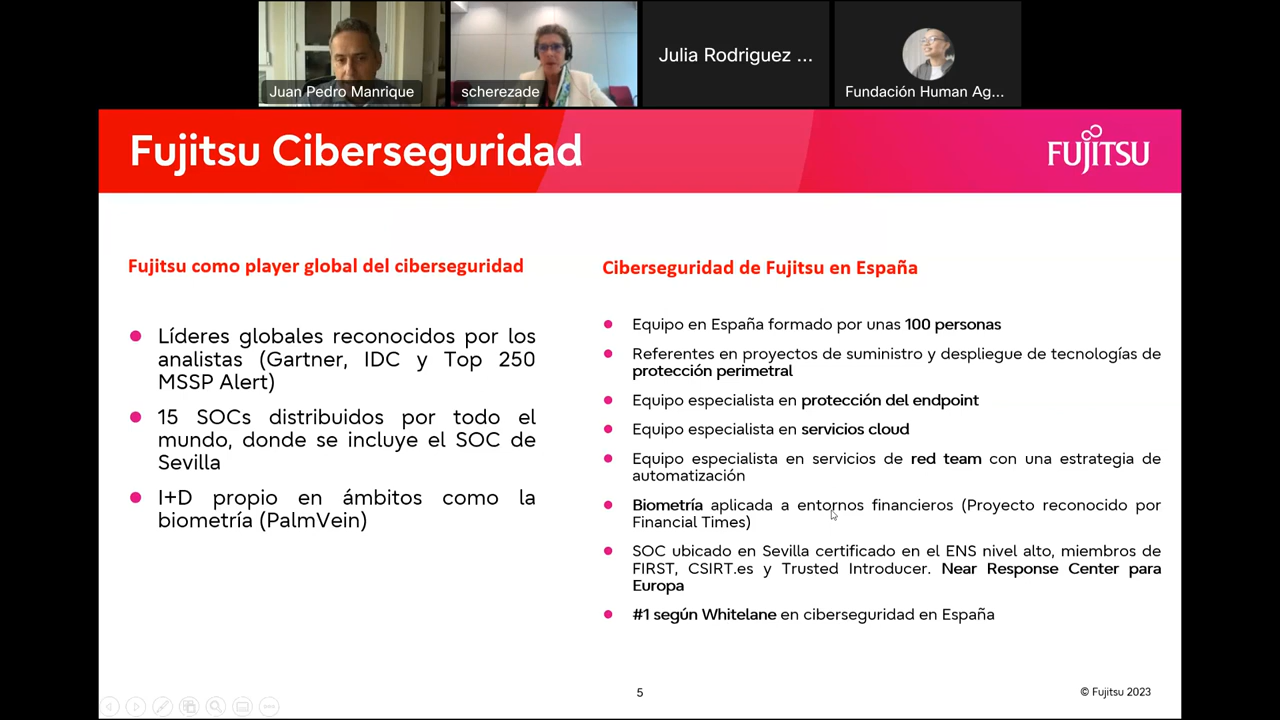 Juan Pedro Manrique
scherezade
Julia Rodriguez ...
Fundación Human Ag...
Fujitsu Ciberseguridad
FUJITSU
Fujitsu como player global del ciberseguridad
Líderes globales reconocidos por los
analistas (Gartner, IDC y Top 250
MSSP Alert)
15 SOCs distribuidos por todo el
mundo, donde se incluye el SOC de
Sevilla
I+D propio en ámbitos como la
biometría (PalmVein)
Ciberseguridad de Fujitsu en España
Equipo en España formado por unas 100 personas
Referentes en proyectos de suministro y despliegue de tecnologías de
protección perimetral
Equipo especialista en protección del endpoint
Equipo especialista en servicios cloud
Equipo especialista en servicios de red team con una estrategia de
automatización
Biometría aplicada a entornos financieros (Proyecto reconocido por
Financial Times)
SOC ubicado en Sevilla certificado en el ENS nivel alto, miembros de
FIRST, CSIRT.es y Trusted Introducer. Near Response Center para
Europa
#1 según Whitelane en ciberseguridad en España
5
© Fujitsu 2023